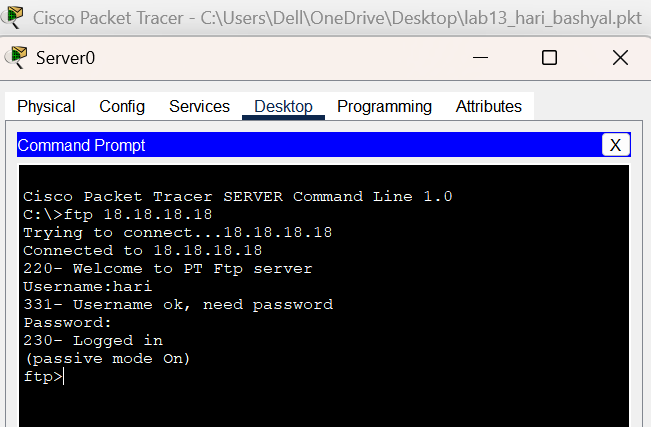 Cisco Packet Tracer - C:\Users\Dell\OneDrive\Desktop\lab13_hari_bashyal.pkt
Server0
Physical Config Services Desktop Programming Attributes
Command Prompt X
Cisco Packet Tracer SERVER Command Line 1.0
C:\>ftp 18.18.18.18
Trying to connect...18.18.18.18
Connected to 18.18.18.18
220- Welcome to PT Ftp server
Username:hari
331- Username ok, need password
Password:
230- Logged in
(passive mode On)
ftp>